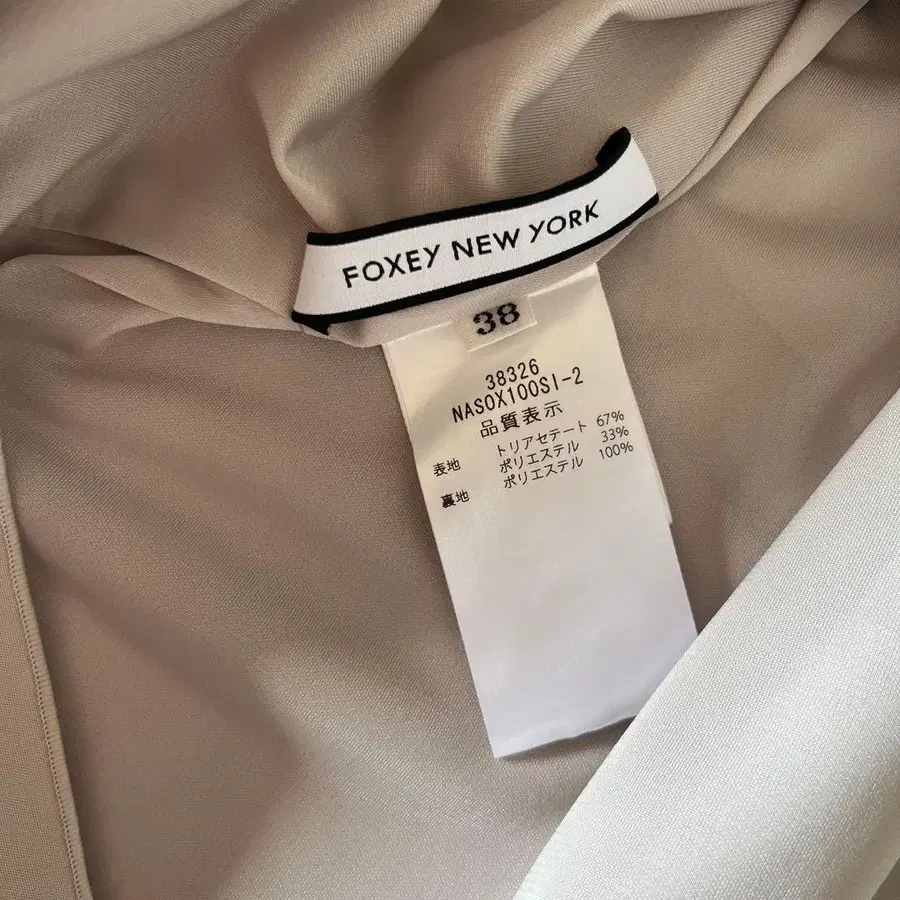 FOXEY NEW YORK
38
38326
NASOX100SI-2
品質表示
表地 トリアセテート 67%
ポリエステル 33%
裏地 ポリエステル 100%